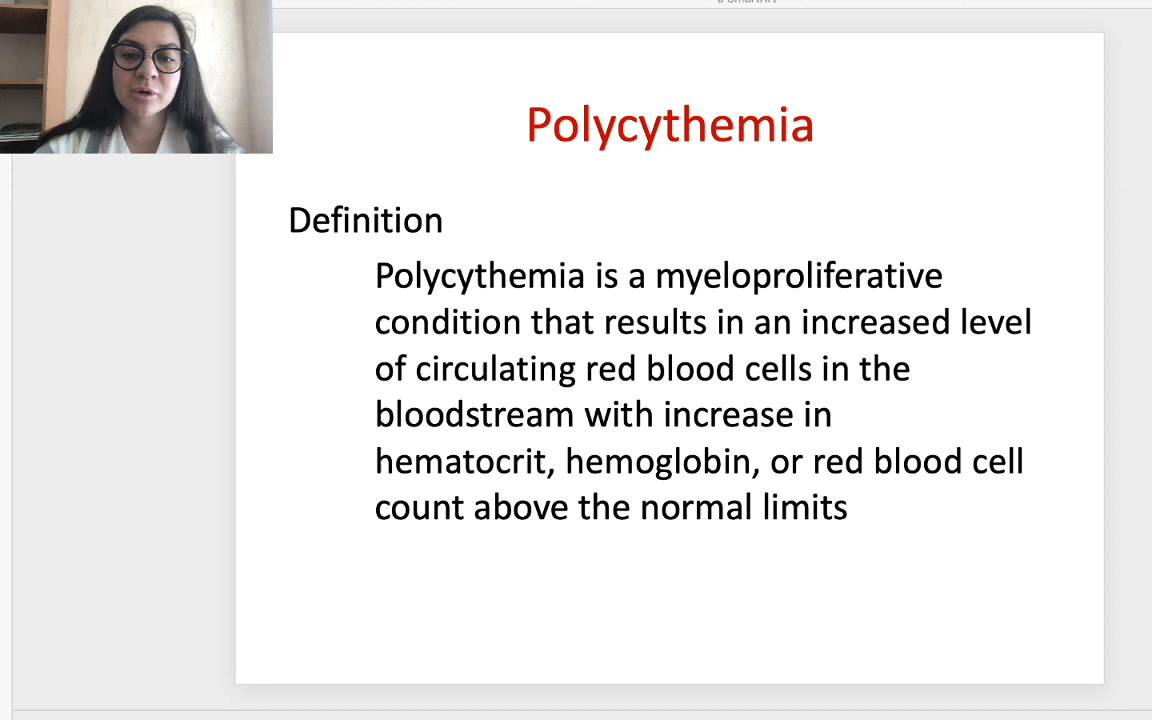 Polycythemia
Definition
Polycythemia is a myeloproliferative
condition that results in an increased level
of circulating red blood cells in the
bloodstream with increase in
hematocrit, hemoglobin, or red blood cell
count above the normal limits